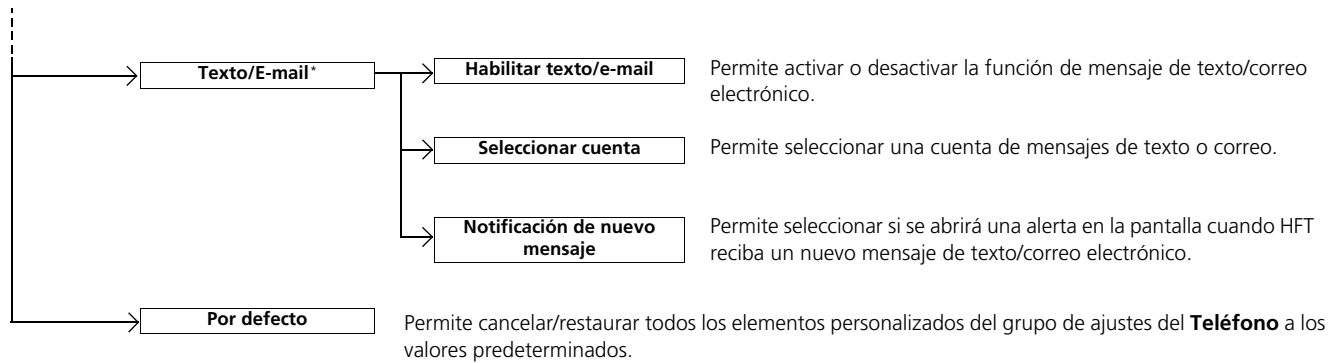 Texto/E-mail*
Habilitar texto/e-mail
Permite activar o desactivar la función de mensaje de texto/correo
electrónico.
Seleccionar cuenta
Permite seleccionar una cuenta de mensajes de texto o correo.
Notificación de nuevo
mensaje
Permite seleccionar si se abrirá una alerta en la pantalla cuando HFT
reciba un nuevo mensaje de texto/correo electrónico.
Por defecto
Permite cancelar/restaurar todos los elementos personalizados del grupo de ajustes del Teléfono a los
valores predeterminados.